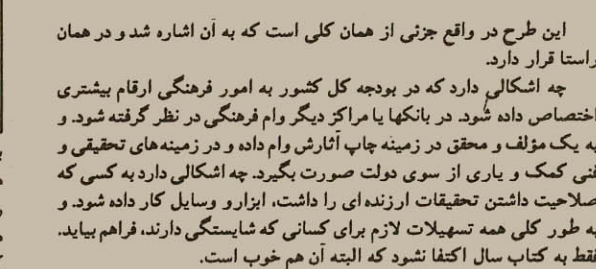 این طرح در واقع جزئی از همان کلی است که به آن اشاره شد و در همان
راستا قرار دارد.
چه اشکالی دارد که در بودجه کل کشور به امور فرهنگی ارقام بیشتری
اختصاص داده شود. در بانکها یا مراکز دیگر وام فرهنگی در نظر گرفته شود. و
به یک مؤلف و محقق در زمینه چاپ آثارش وام داده و در زمینه‌های تحقیقی و
فنی کمک و یاری از سوی دولت صورت بگیرد. چه اشکالی دارد به کسی که
صلاحیت داشتن تحقیقات ارزنده ای را داشت، ابزار و وسایل کار داده شود. و
به طور کلی همه تسهیلات لازم برای کسانی که شایستگی دارند، فراهم بیاید.
فقط به کتاب سال اکتفا نشود که البته آن هم خوب است.